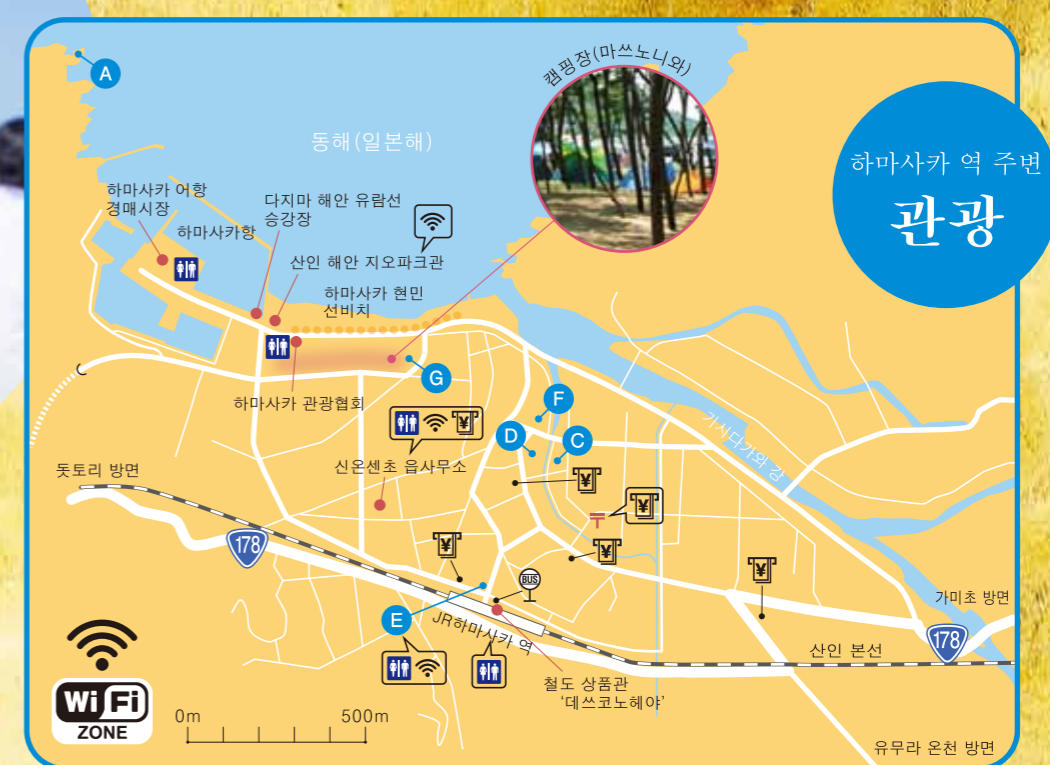 캠핑장(마쓰노니와)
A
동해(일본해)
하마사카 역 주변
관광
하마사카 어항
경매시장
하마사카항
다지마 해안 유람선
승강장
산인 해안 지오파크관
하마사카 현민
선비치
G
하마사카 관광협회
F
D
C
가시다가와 강
¥
신온센초 읍사무소
돗토리 방면
¥
¥
178
¥
¥
¥
BUS
가미초 방면
E
JR하마사카 역
178
산인 본선
철도 상품관
‘데쓰코노헤야’
Wi Fi
ZONE
0m
500m
유무라 온천 방면